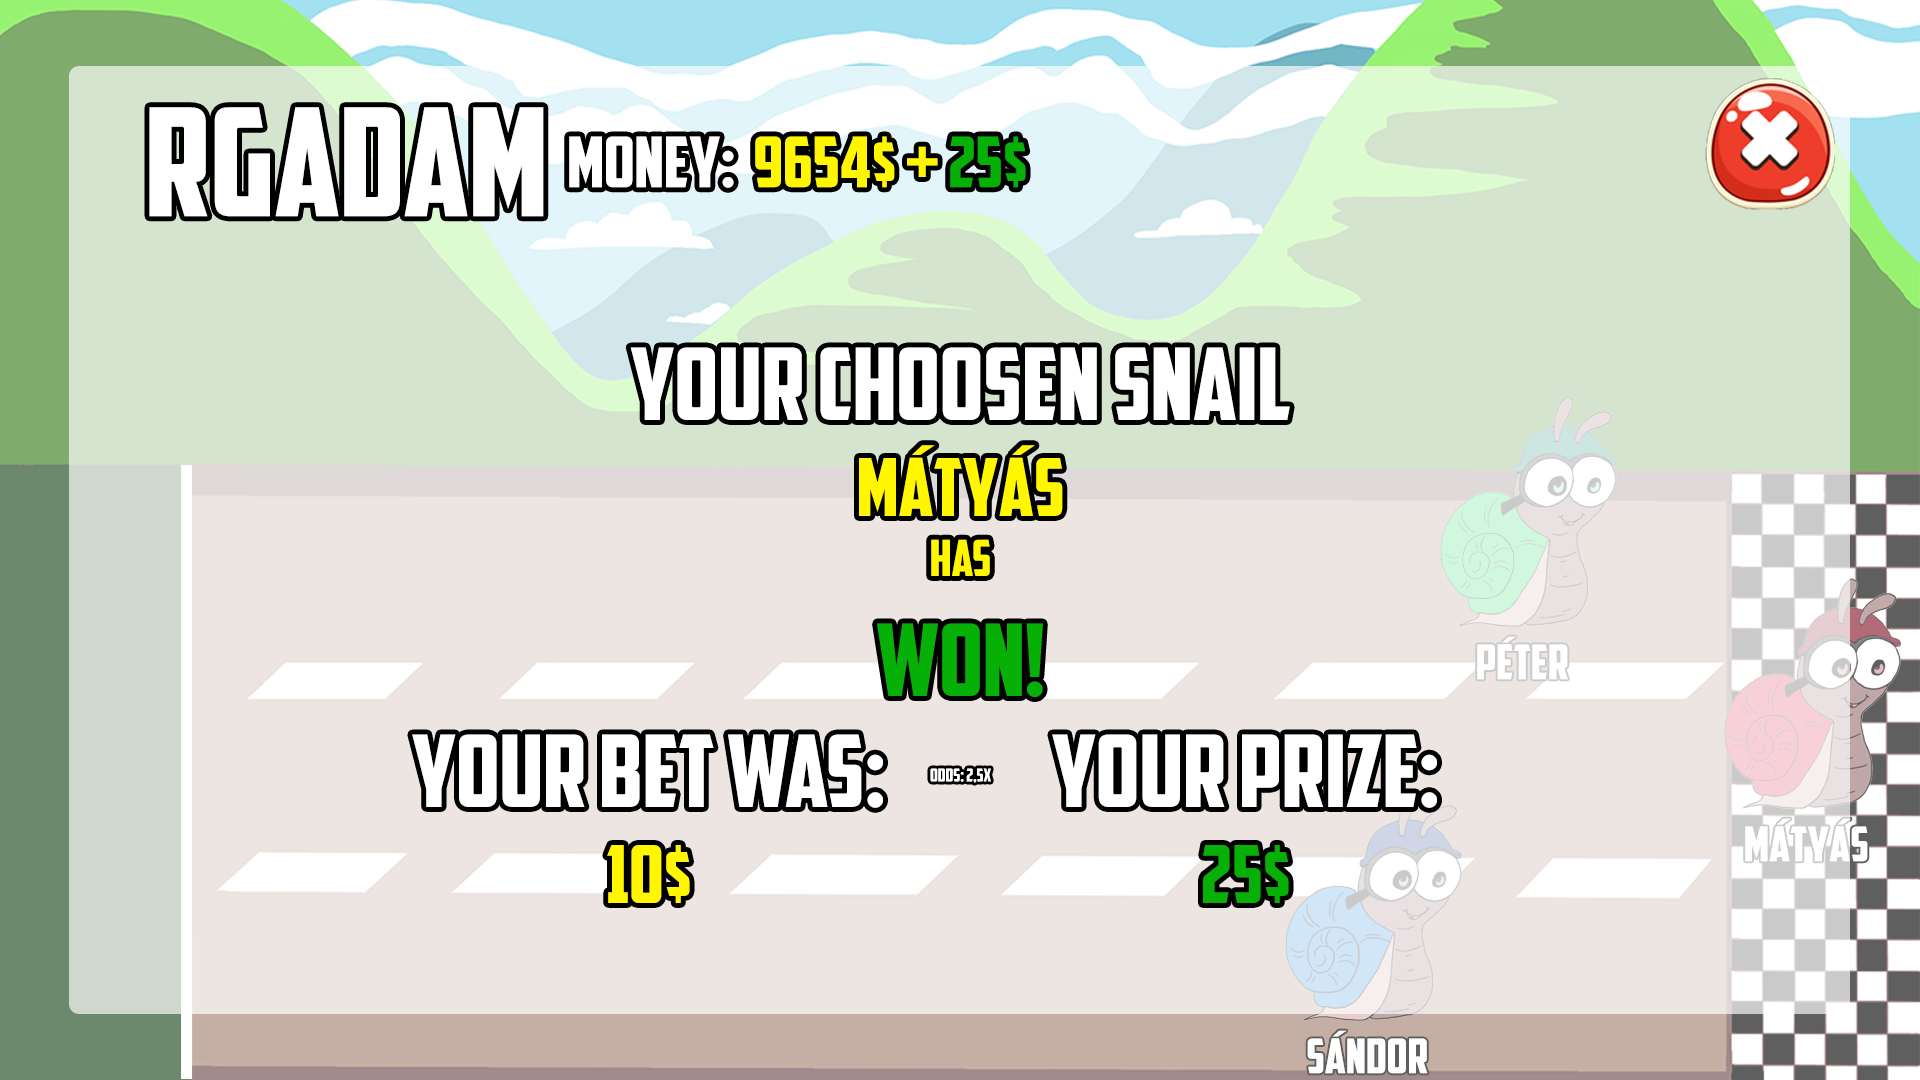 RGADAM MONEY: 9654$ + 25$
YOUR CHOOSEN SNAIL
MÁTYÁS
HAS
WON!
PÉTER
YOUR BET WAS: ODDS: 2,5X YOUR PRIZE:
10$ 25$
MÁTYÁS
SÁNDOR